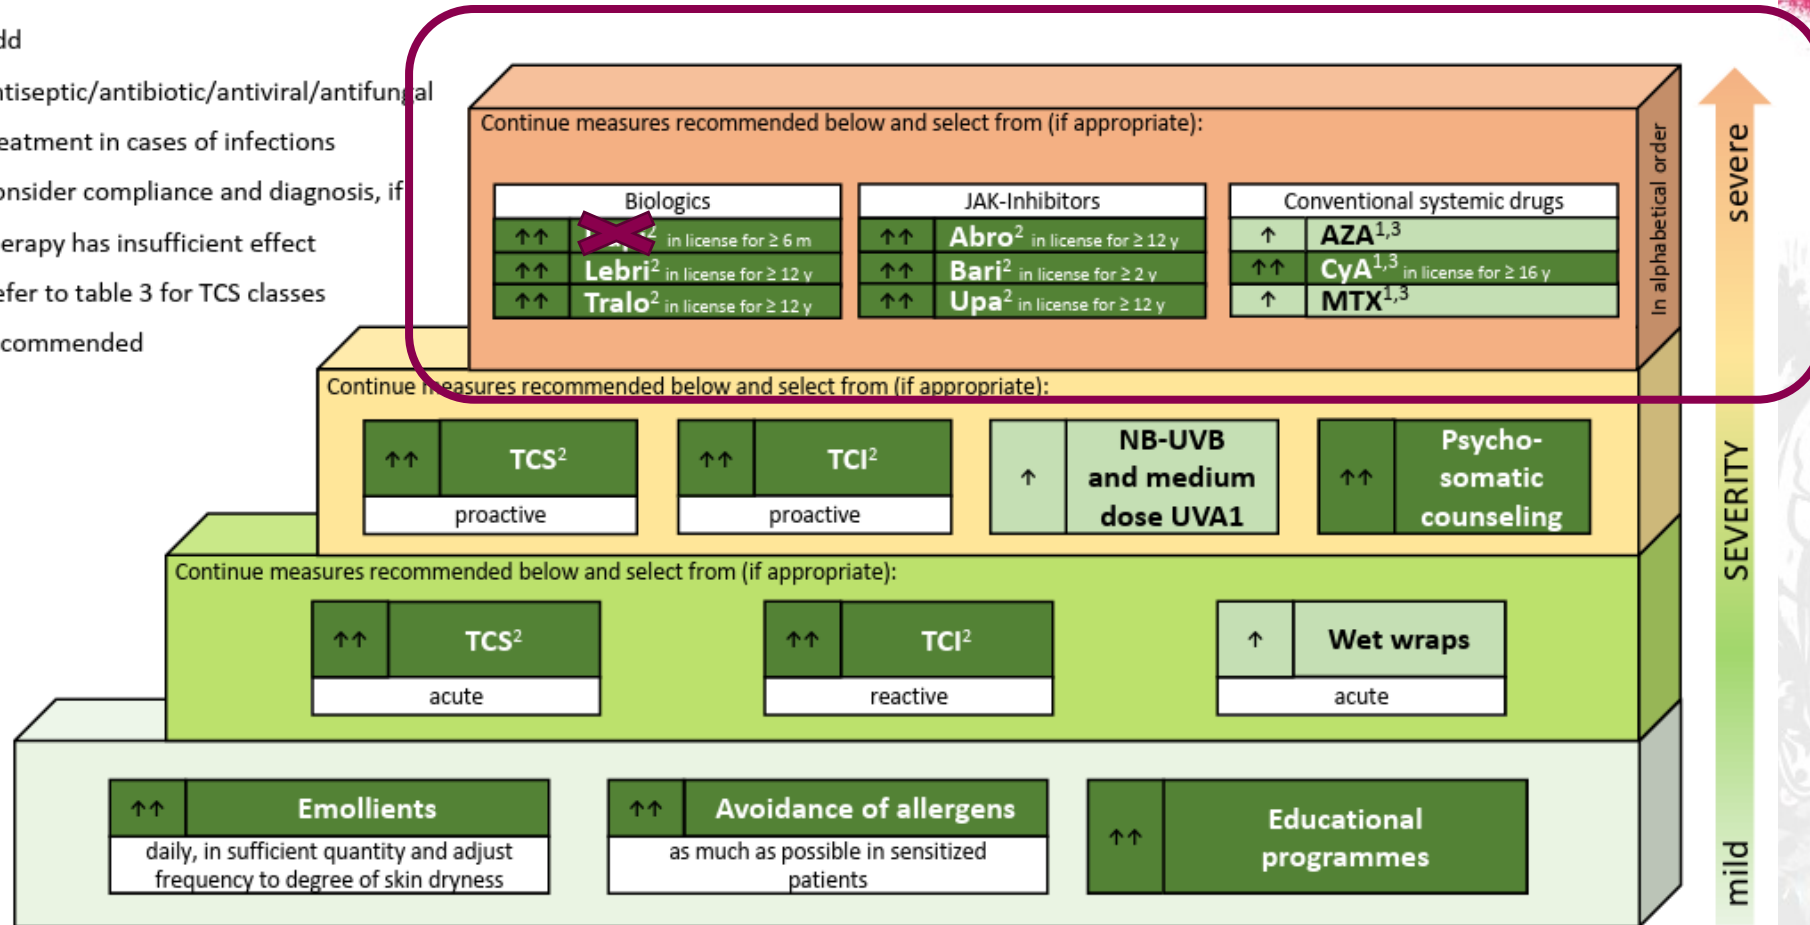 dd
ntiseptic/antibiotic/antiviral/antifungal
eatment in cases of infections
onsider compliance and diagnosis, if
erapy has insufficient effect
efer to table 3 for TCS classes
commended
Continue measures recommended below and select from (if appropriate):
Biologics
↑↑ ² in license for ≥ 6 m
↑↑ Lebri² in license for ≥ 12 y
↑↑ Tralo² in license for ≥ 12 y
JAK-Inhibitors
↑↑ Abro² in license for ≥ 12 y
↑↑ Bari² in license for ≥ 2 y
↑↑ Upa² in license for ≥ 12 y
Conventional systemic drugs
↑ AZA¹,³
↑↑ CyA¹,³ in license for ≥ 16 y
↑ MTX¹,³
In alphabetical order
Continue measures recommended below and select from (if appropriate):
↑↑ TCS²
proactive
↑↑ TCI²
proactive
↑ NB-UVB
and medium
dose UVA1
↑↑ Psycho-
somatic
counseling
Continue measures recommended below and select from (if appropriate):
↑↑ TCS²
acute
↑↑ TCI²
reactive
↑ Wet wraps
acute
↑↑ Emollients
daily, in sufficient quantity and adjust
frequency to degree of skin dryness
↑↑ Avoidance of allergens
as much as possible in sensitized
patients
↑↑ Educational
programmes
severe
SEVERITY
mild